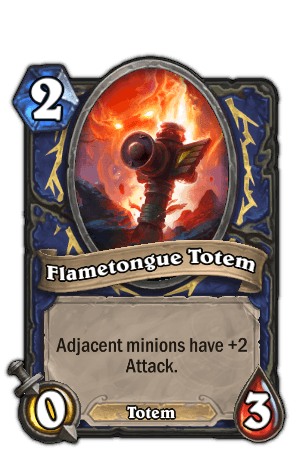 2
Flametongue Totem
Adjacent minions have +2
Attack.
0
Totem
3